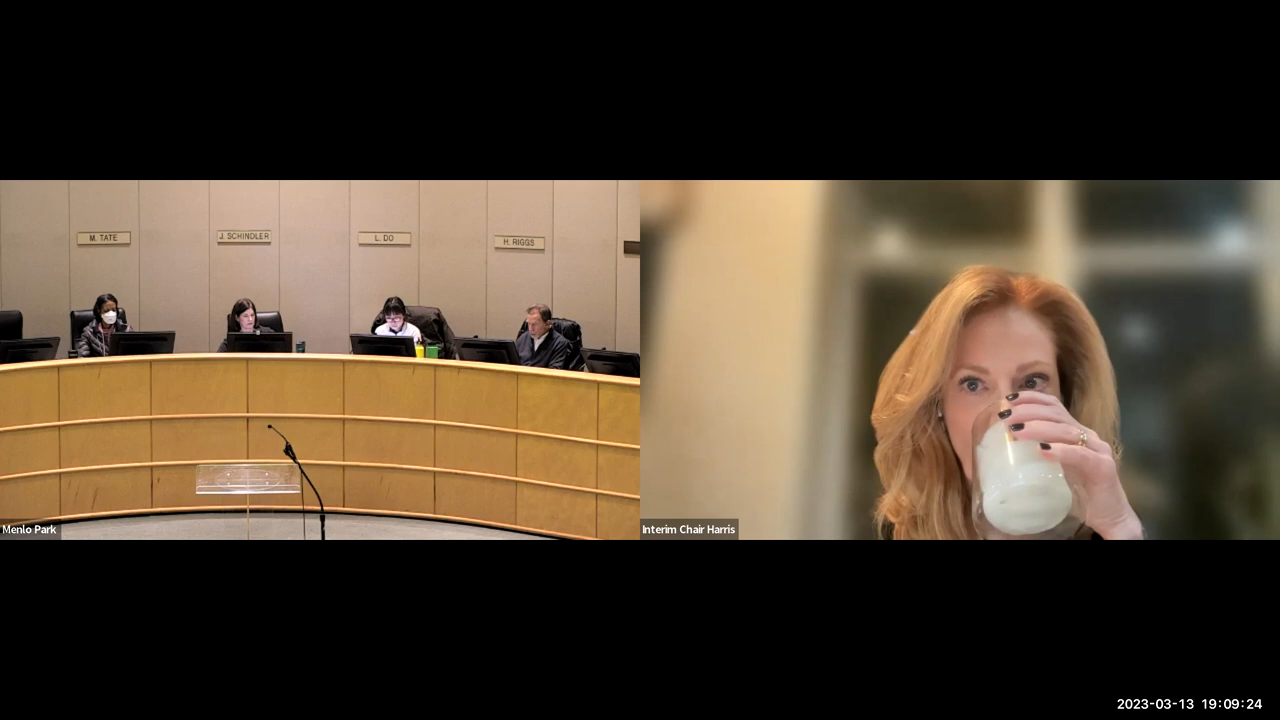 M. TATE
J. SCHINDLER
L. DO
H. RIGGS
Menlo Park
Interim Chair Harris
2023-03-13 19:09:24